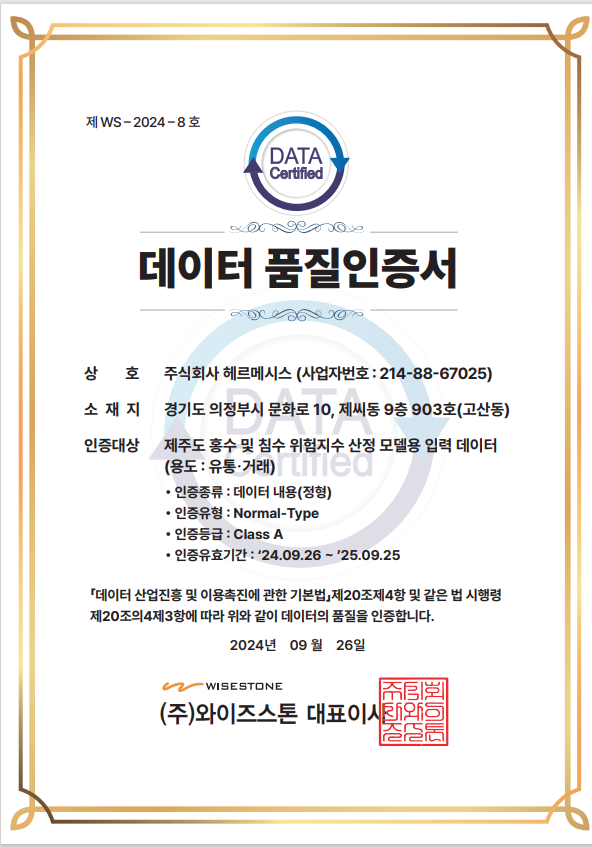 제 WS-2024-8 호
DATA
Certified
데이터 품질인증서
DATA
Certified
상 호 주식회사 헤르메시스 (사업자번호 : 214-88-67025)
소 재 지 경기도 의정부시 문화로 10, 제씨동 9층 903호(고산동)
인증대상 제주도 홍수 및 침수 위험지수 산정 모델용 입력 데이터
(용도 : 유통·거래)
• 인증종류 : 데이터 내용(정형)
• 인증유형 : Normal-Type
• 인증등급 : Class A
• 인증유효기간 : ‘24.09.26 ~ ’25.09.25
「데이터 산업진흥 및 이용촉진에 관한 기본법」제20조제4항 및 같은 법 시행령
제20조의4제3항에 따라 위와 같이 데이터의 품질을 인증합니다.
2024년 09 월 26일
WISESTONE
(주)와이즈스톤 대표이사